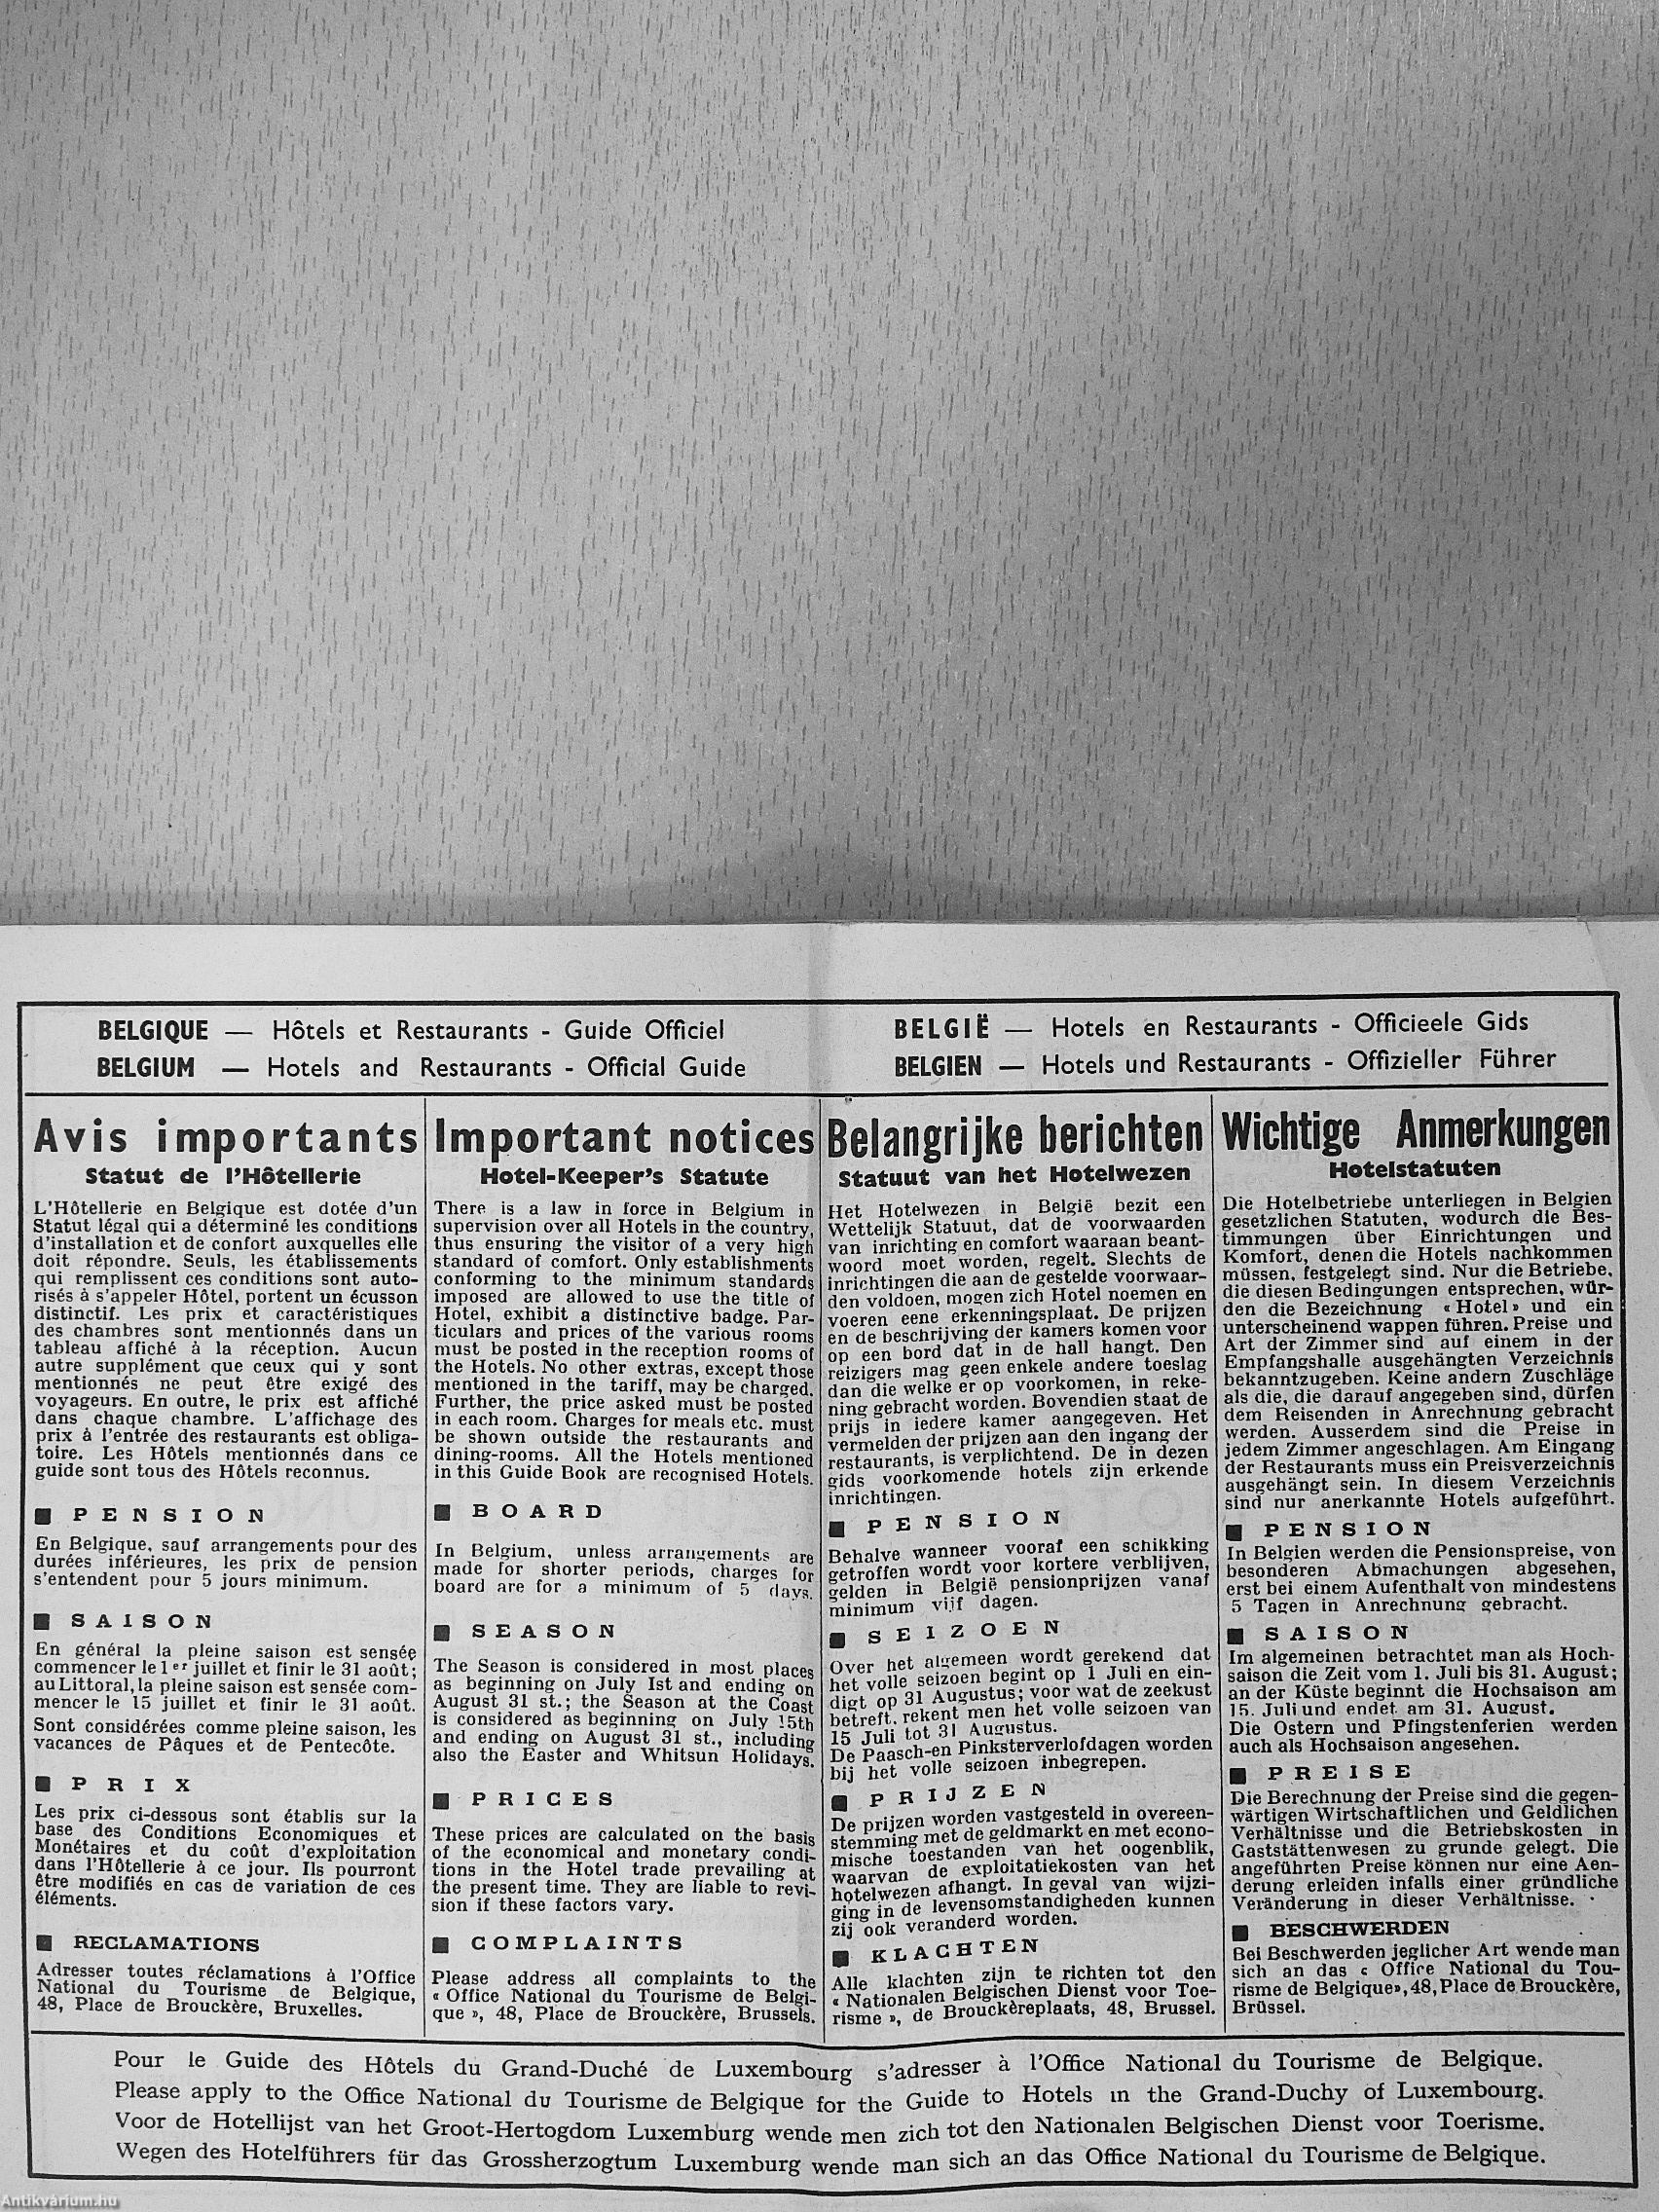 BELGIQUE — Hôtels et Restaurants - Guide Officiel
BELGIUM — Hotels and Restaurants - Official Guide
BELGIË — Hotels en Restaurants - Officieele Gids
BELGIEN — Hotels und Restaurants - Offizieller Führer
Avis importants
Statut de l'Hôtellerie
L'Hôtellerie en Belgique est dotée d'un
Statut légal qui a déterminé les conditions
d'installation et de confort auxquelles elle
doit répondre. Seuls, les établissements
qui remplissent ces conditions sont auto-
risés à s'appeler Hôtel, portent un écusson
distinctif. Les prix et caractéristiques
des chambres sont mentionnés dans un
tableau affiché à la réception. Aucun
autre supplément que ceux qui y sont
mentionnés ne peut être exigé des
voyageurs. En outre, le prix est affiché
dans chaque chambre. L'affichage des
prix à l'entrée des restaurants est obliga-
toire. Les Hôtels mentionnés dans ce
guide sont tous des Hôtels reconnus.
■ PENSION
En Belgique, sauf arrangements pour des
durées inférieures, les prix de pension
s'entendent pour 5 jours minimum.
■ SAISON
En général la pleine saison est sensée
commencer le 1er juillet et finir le 31 août;
au Littoral, la pleine saison est sensée com-
mencer le 15 juillet et finir le 31 août.
Sont considérées comme pleine saison, les
vacances de Pâques et de Pentecôte.
■ PRIX
Les prix ci-dessous sont établis sur la
base des Conditions Economiques et
Monétaires et du coût d'exploitation
dans l'Hôtellerie à ce jour. Ils pourront
être modifiés en cas de variation de ces
éléments.
■ RECLAMATIONS
Adresser toutes réclamations à l'Office
National du Tourisme de Belgique,
48, Place de Brouckère, Bruxelles.
Important notices
Hotel-Keeper's Statute
There is a law in force in Belgium in
supervision over all Hotels in the country,
thus ensuring the visitor of a very high
standard of comfort. Only establishments
conforming to the minimum standards
imposed are allowed to use the title of
Hotel, exhibit a distinctive badge. Par-
ticulars and prices of the various rooms
must be posted in the reception rooms of
the Hotels. No other extras, except those
mentioned in the tariff, may be charged.
Further, the price asked must be posted
in each room. Charges for meals etc. must
be shown outside the restaurants and
dining-rooms. All the Hotels mentioned
in this Guide Book are recognised Hotels.
■ BOARD
In Belgium, unless arrangements are
made for shorter periods, charges for
board are for a minimum of 5 days.
■ SEASON
The Season is considered in most places
as beginning on July Ist and ending on
August 31 st.; the Season at the Coast
is considered as beginning on July 15th
and ending on August 31 st., including
also the Easter and Whitsun Holidays.
■ PRICES
These prices are calculated on the basis
of the economical and monetary condi-
tions in the Hotel trade prevailing at
the present time. They are liable to revi-
sion if these factors vary.
■ COMPLAINTS
Please address all complaints to the
« Office National du Tourisme de Belgi-
que », 48, Place de Brouckère, Brussels.
Belangrijke berichten
Statuut van het Hotelwezen
Het Hotelwezen in België bezit een
Wettelijk Statuut, dat de voorwaarden
van inrichting en comfort waaraan beant-
woord moet worden, regelt. Slechts de
inrichtingen die aan de gestelde voorwaar-
den voldoen, mogen zich Hotel noemen en
voeren eene erkenningsplaat. De prijzen
en de beschrijving der kamers komen voor
op een bord dat in de hall hangt. Den
reizigers mag geen enkele andere toeslag
dan die welke er op voorkomen, in reke-
ning gebracht worden. Bovendien staat de
prijs in iedere kamer aangegeven. Het
vermelden der prijzen aan den ingang der
restaurants, is verplichtend. De in dezen
gids voorkomende hotels zijn erkende
inrichtingen.
■ PENSION
Behalve wanneer vooraf een schikking
getroffen wordt voor kortere verblijven,
gelden in België pensionprijzen vanaf
minimum vijf dagen.
■ SEIZOEN
Over het algemeen wordt gerekend dat
het volle seizoen begint op 1 Juli en ein-
digt op 31 Augustus; voor wat de zeekust
betreft, rekent men het volle seizoen van
15 Juli tot 31 Augustus.
De Paasch-en Pinksterverlofdagen worden
bij het volle seizoen inbegrepen.
■ PRIJZEN
De prijzen worden vastgesteld in overeen-
stemming met de geldmarkt en met econo-
mische toestanden van het oogenblik,
waarvan de exploitatiekosten van het
hotelwezen afhangt. In geval van wijzi-
ging in de levensomstandigheden kunnen
zij ook veranderd worden.
■ KLACHTEN
Alle klachten zijn te richten tot den
« Nationalen Belgischen Dienst voor Toe-
risme », de Brouckèreplaats, 48, Brussel.
Wichtige Anmerkungen
Hotelstatuten
Die Hotelbetriebe unterliegen in Belgien
gesetzlichen Statuten, wodurch die Bes-
timmungen über Einrichtungen und
Komfort, denen die Hotels nachkommen
müssen, festgelegt sind. Nur die Betriebe,
die diesen Bedingungen entsprechen, wür-
den die Bezeichnung « Hotel » und ein
unterscheinend wappen führen. Preise und
Art der Zimmer sind auf einem in der
Empfangshalle ausgehängten Verzeichnis
bekanntzugeben. Keine andern Zuschläge
als die, die darauf angegeben sind, dürfen
dem Reisenden in Anrechnung gebracht
werden. Ausserdem sind die Preise in
jedem Zimmer angeschlagen. Am Eingang
der Restaurants muss ein Preisverzeichnis
ausgehängt sein. In diesem Verzeichnis
sind nur anerkannte Hotels aufgeführt.
■ PENSION
In Belgien werden die Pensionspreise, von
besonderen Abmachungen abgesehen,
erst bei einem Aufenthalt von mindestens
5 Tagen in Anrechnung gebracht.
■ SAISON
Im algemeinen betrachtet man als Hoch-
saison die Zeit vom 1. Juli bis 31. August;
an der Küste beginnt die Hochsaison am
15. Juli und endet am 31. August.
Die Ostern und Pfingstenferien werden
auch als Hochsaison angesehen.
■ PREISE
Die Berechnung der Preise sind die gegen-
wärtigen Wirtschaftlichen und Geldlichen
Verhältnisse und die Betriebskosten in
Gaststättenwesen zu grunde gelegt. Die
angeführten Preise können nur eine Aen-
derung erleiden infalls einer gründliche
Veränderung in dieser Verhältnisse.
■ BESCHWERDEN
Bei Beschwerden jeglicher Art wende man
sich an das « Office National du Tou-
risme de Belgique», 48, Place de Brouckère,
Brüssel.
Pour le Guide des Hôtels du Grand-Duché de Luxembourg s'adresser à l'Office National du Tourisme de Belgique.
Please apply to the Office National du Tourisme de Belgique for the Guide to Hotels in the Grand-Duchy of Luxembourg.
Voor de Hotellijst van het Groot-Hertogdom Luxemburg wende men zich tot den Nationalen Belgischen Dienst voor Toerisme.
Wegen des Hotelführers für das Grossherzogtum Luxemburg wende man sich an das Office National du Tourisme de Belgique.
Antikvárium.hu